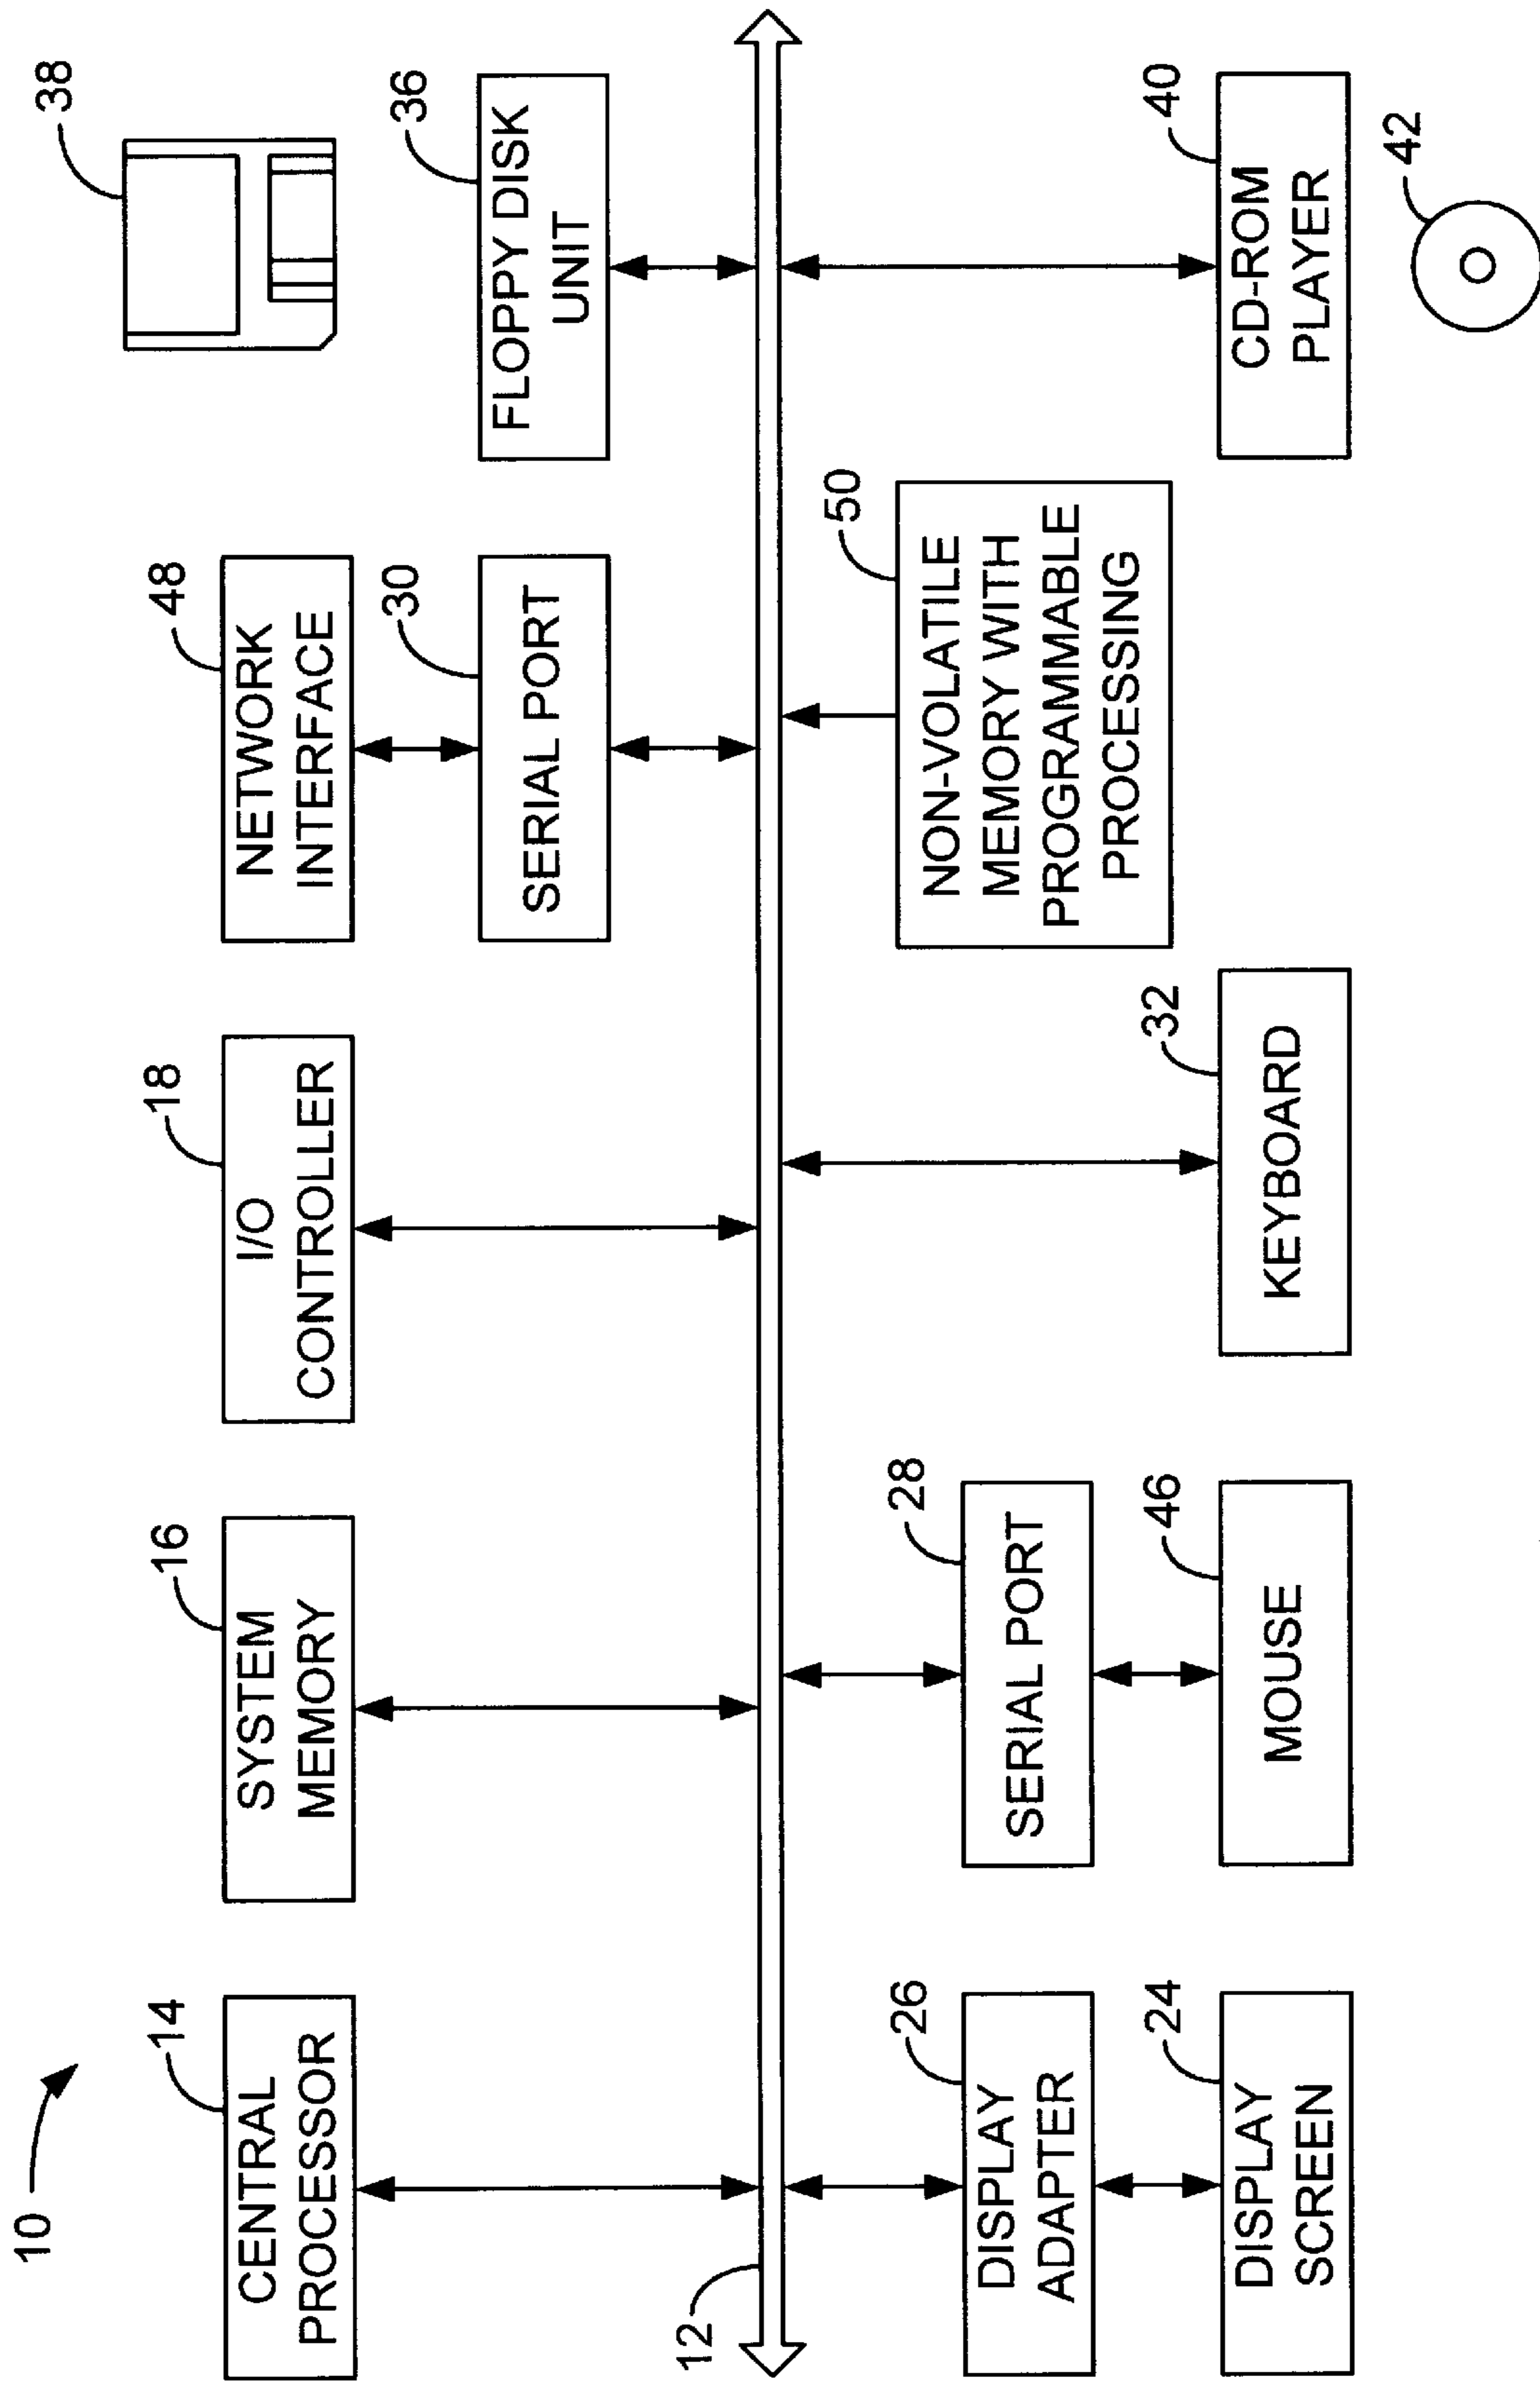 10
14
CENTRAL
PROCESSOR
16
SYSTEM
MEMORY
18
I/O
CONTROLLER
48
NETWORK
INTERFACE
38
30
SERIAL PORT
36
FLOPPY DISK
UNIT
12
26
DISPLAY
ADAPTER
28
SERIAL PORT
50
NON-VOLATILE
MEMORY WITH
PROGRAMMABLE
PROCESSING
24
DISPLAY
SCREEN
46
MOUSE
32
KEYBOARD
40
CD-ROM
PLAYER
42